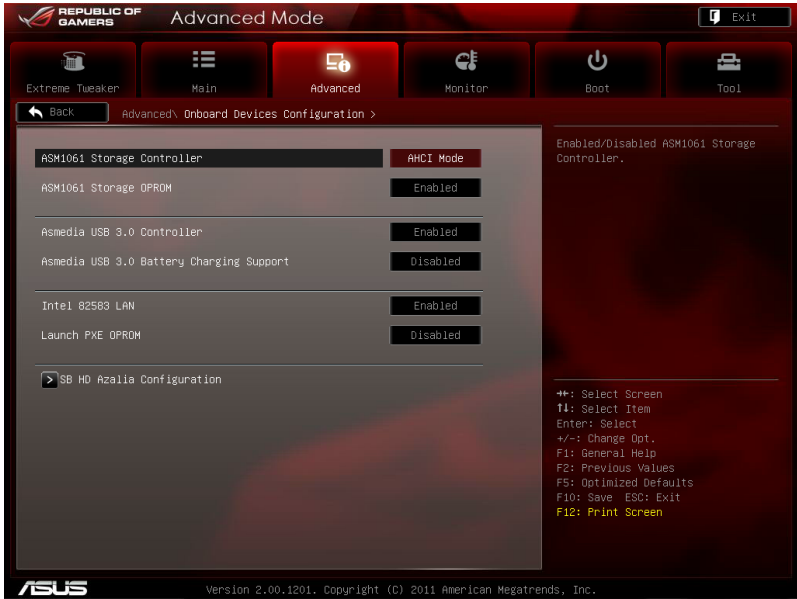 REPUBLIC OF
GAMERS
Advanced Mode
Exit
Extreme Tweaker
Main
Advanced
Monitor
Boot
Tool
Back
Advanced\ Onboard Devices Configuration >
ASM1061 Storage Controller AHCI Mode
ASM1061 Storage OPROM Enabled
Asmedia USB 3.0 Controller Enabled
Asmedia USB 3.0 Battery Charging Support Disabled
Intel 82583 LAN Enabled
Launch PXE OPROM Disabled
> SB HD Azalia Configuration
Enabled/Disabled ASM1061 Storage
Controller.
→←: Select Screen
↑↓: Select Item
Enter: Select
+/-: Change Opt.
F1: General Help
F2: Previous Values
F5: Optimized Defaults
F10: Save ESC: Exit
F12: Print Screen
ASUS
Version 2.00.1201. Copyright (C) 2011 American Megatrends, Inc.